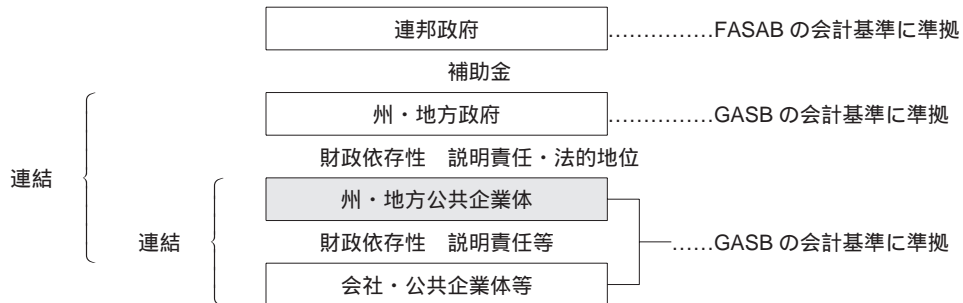 連邦政府……………FASAB の会計基準に準拠
補助金
州・地方政府……………GASB の会計基準に準拠
財政依存性　説明責任・法的地位
連結
州・地方公共企業体
連結
財政依存性　説明責任等
……GASB の会計基準に準拠
会社・公共企業体等